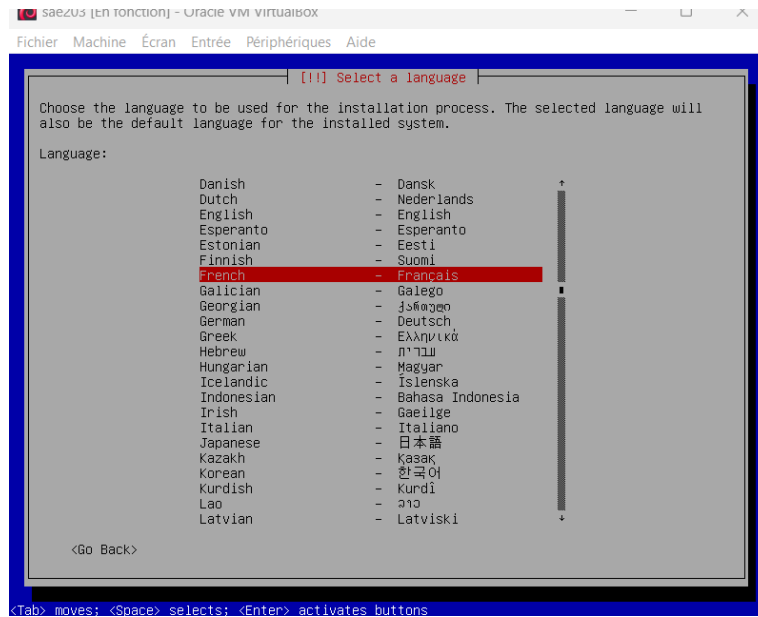 sae203 [En fonction] - Oracle VM VirtualBox
Fichier Machine Écran Entrée Périphériques Aide
[!!] Select a language
Choose the language to be used for the installation process. The selected language will
also be the default language for the installed system.
Language:
Danish - Dansk
Dutch - Nederlands
English - English
Esperanto - Esperanto
Estonian - Eesti
Finnish - Suomi
French - Français
Galician - Galego
Georgian - ქართული
German - Deutsch
Greek - Ελληνικά
Hebrew - תירבע
Hungarian - Magyar
Icelandic - Íslenska
Indonesian - Bahasa Indonesia
Irish - Gaeilge
Italian - Italiano
Japanese - 日本語
Kazakh - Қазақ
Korean - 한국어
Kurdish - Kurdî
Lao - ລາວ
Latvian - Latviski
<Go Back>
<Tab> moves; <Space> selects; <Enter> activates buttons